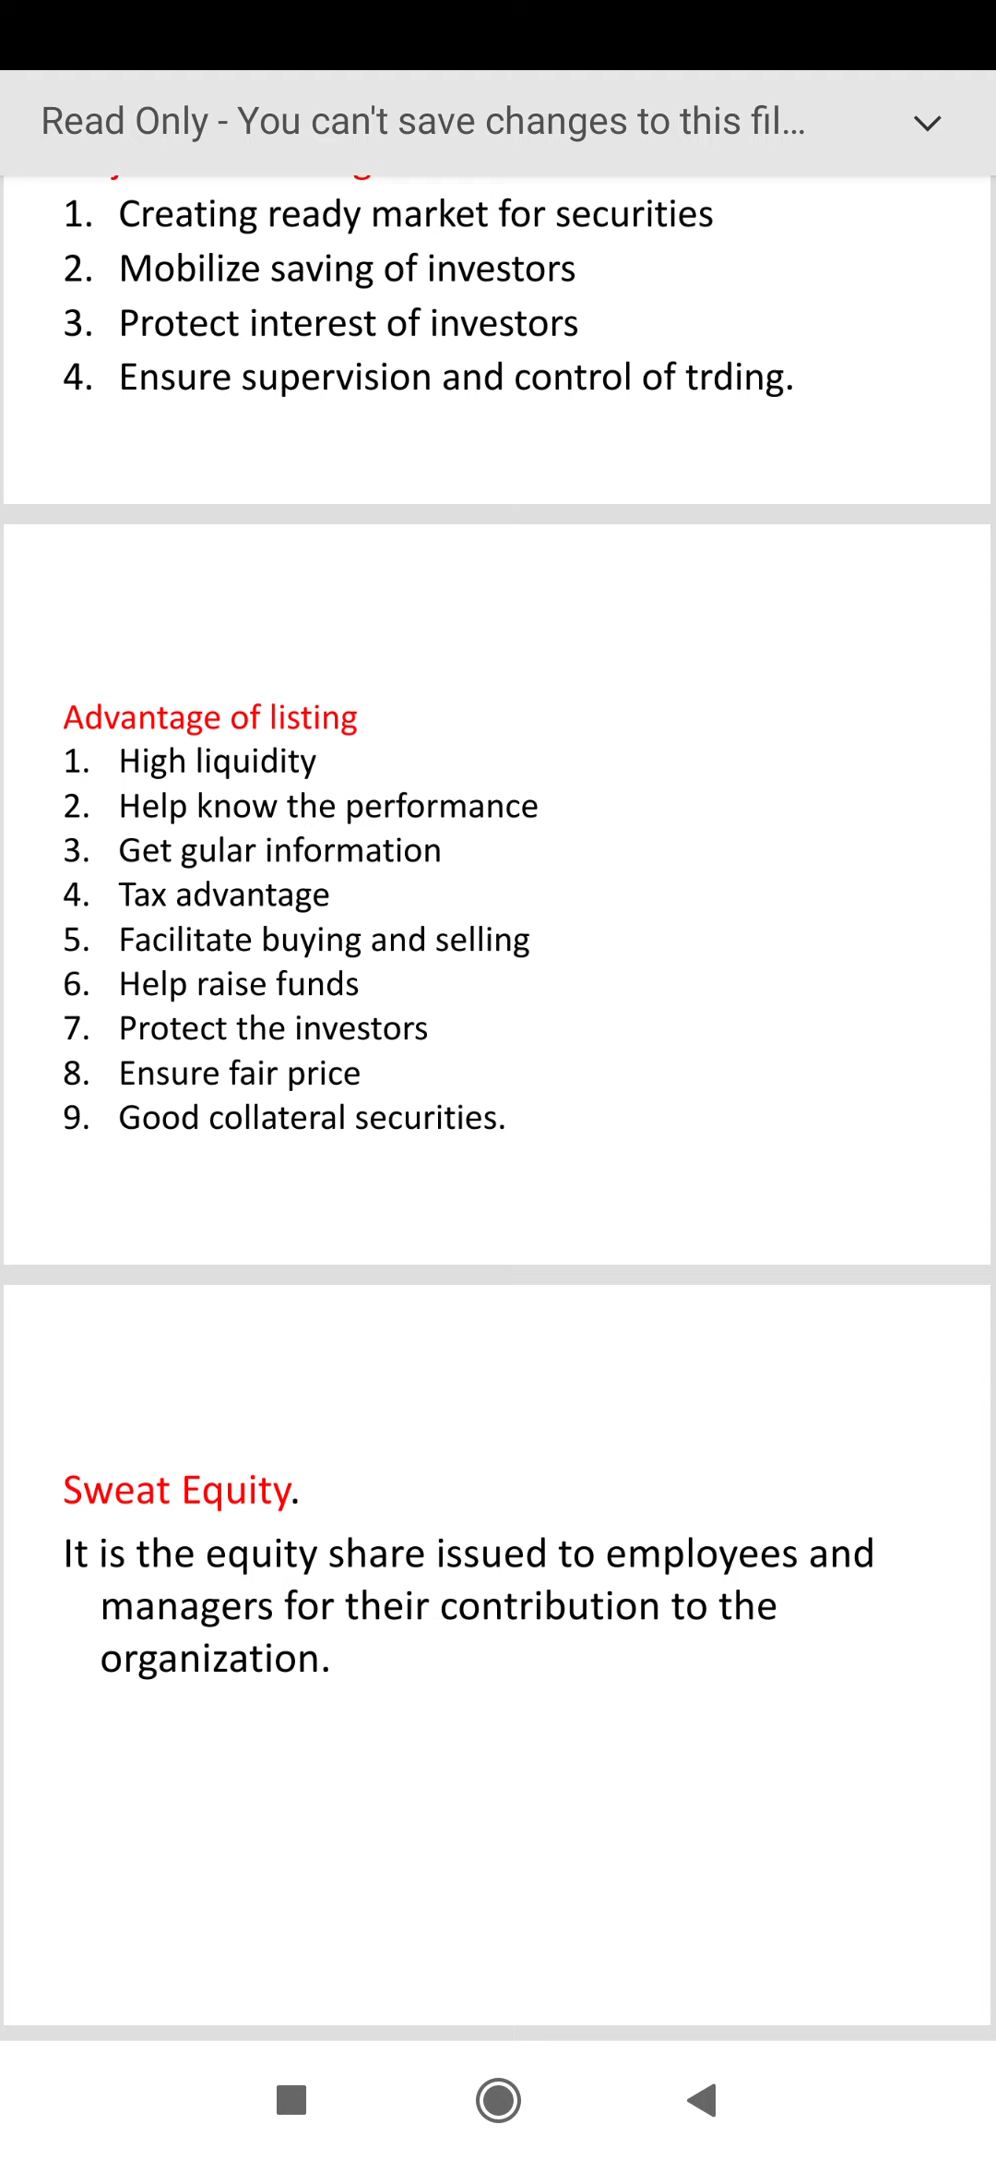 Read Only - You can't save changes to this fil...
1. Creating ready market for securities
2. Mobilize saving of investors
3. Protect interest of investors
4. Ensure supervision and control of trding.
Advantage of listing
1. High liquidity
2. Help know the performance
3. Get gular information
4. Tax advantage
5. Facilitate buying and selling
6. Help raise funds
7. Protect the investors
8. Ensure fair price
9. Good collateral securities.
Sweat Equity.
It is the equity share issued to employees and
managers for their contribution to the
organization.